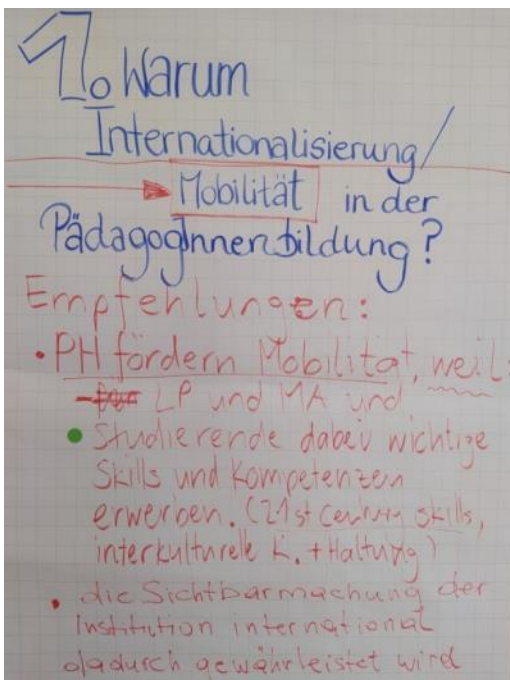 1. Warum
Internationalisierung/
Mobilität in der
PädagogInnenbildung?
Empfehlungen:
• PH fördern Mobilität, weil:
LP und MA und
• Studierende dabei wichtige
Skills und Kompetenzen
erwerben. (21st Century skills,
interkulturelle K. + Haltung)
• die Sichtbarmachung der
Institution international
dadurch gewährleistet wird